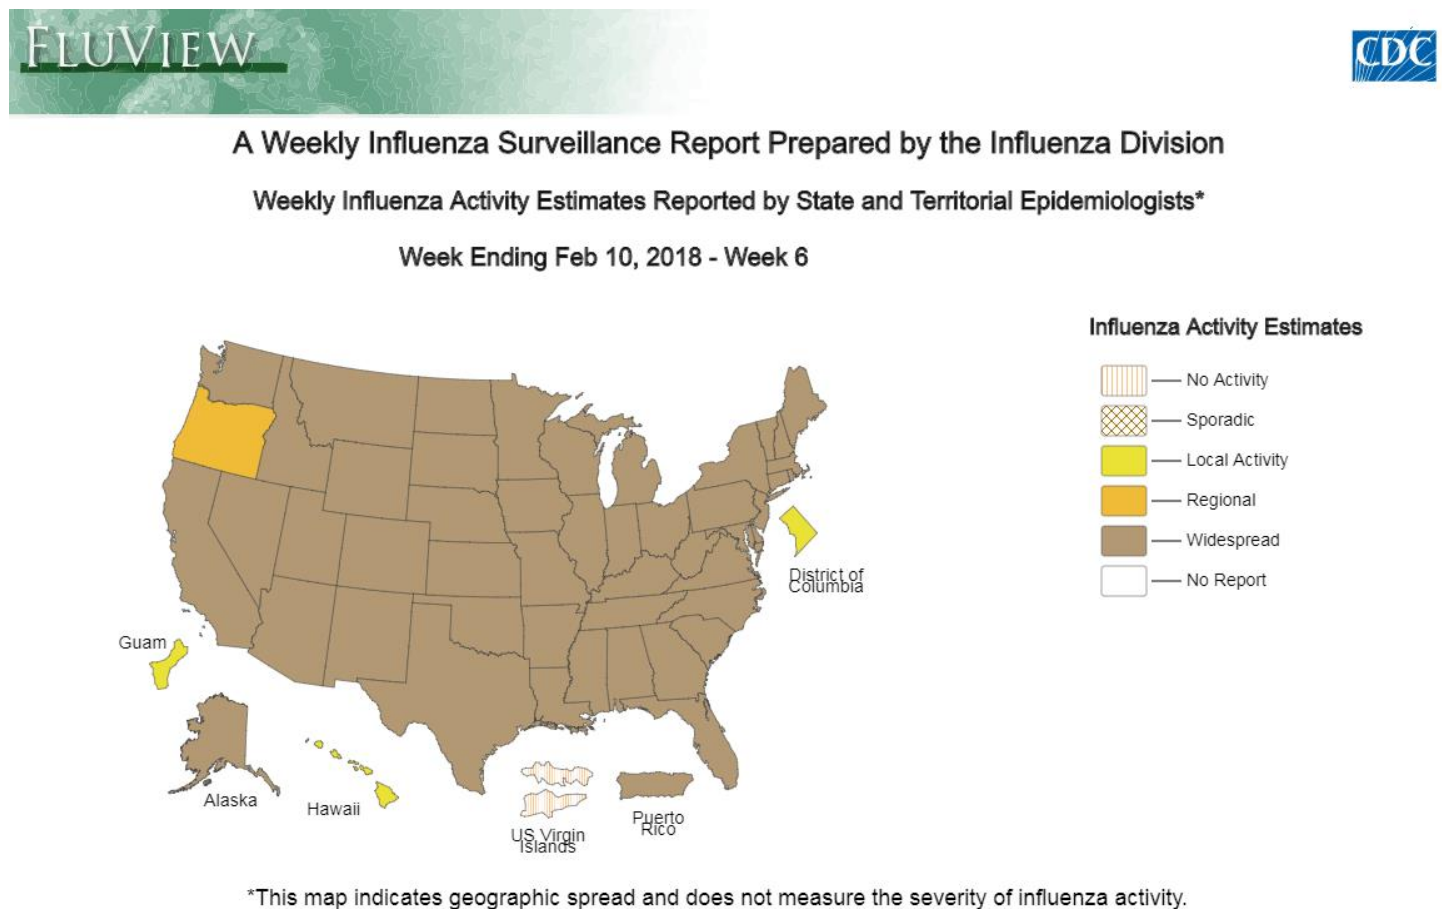 FLUVIEW
CDC
A Weekly Influenza Surveillance Report Prepared by the Influenza Division
Weekly Influenza Activity Estimates Reported by State and Territorial Epidemiologists*
Week Ending Feb 10, 2018 - Week 6
Influenza Activity Estimates
No Activity
Sporadic
Local Activity
Regional
Widespread
No Report
District of
Columbia
Guam
Alaska
Hawaii
US Virgin
Islands
Puerto
Rico
*This map indicates geographic spread and does not measure the severity of influenza activity.